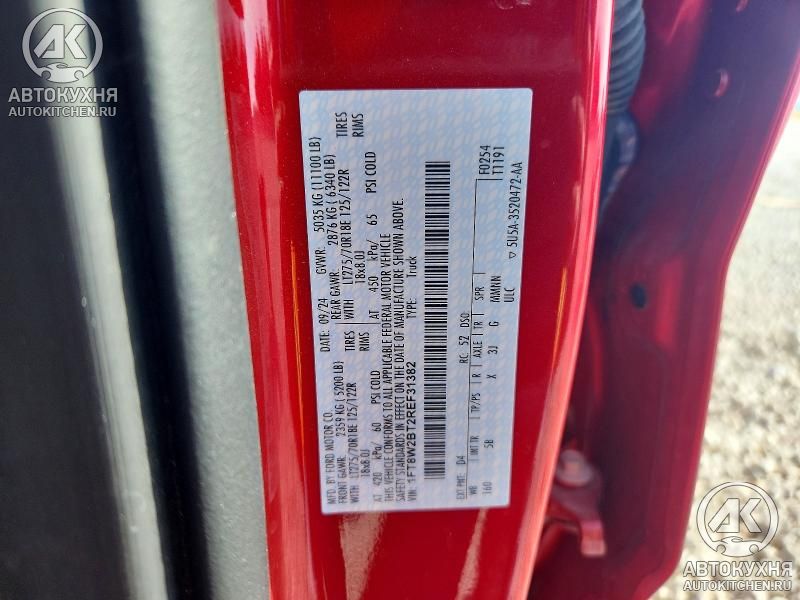 АВТОКУХНЯ
AUTOKITCHEN.RU
MFD. BY FORD MOTOR CO. DATE: 09/24 GVWR: 5035 KG (11100 LB)
FRONT GAWR: 2359 KG ( 5200 LB) REAR GAWR: 2876 KG ( 6340 LB)
WITH LT275/70R18E 125/122R TIRES WITH LT275/70R18E 125/122R TIRES
18x8.0J RIMS 18x8.0J RIMS
AT 420 kPa/ 60 PSI COLD AT 450 kPa/ 65 PSI COLD
THIS VEHICLE CONFORMS TO ALL APPLICABLE FEDERAL MOTOR VEHICLE
SAFETY STANDARDS IN EFFECT ON THE DATE OF MANUFACTURE SHOWN ABOVE.
VIN: 1FT8W2BT2REF31382 TYPE: Truck
F0254
T1191
EXT PNT: D4 RC: 52 DSO:
WB INT TR TP/PS R AXLE TR SPR
160 5B X 3J G MMMNN
ULC
▽ 5U5A-3520472-AA
АВТОКУХНЯ
AUTOKITCHEN.RU